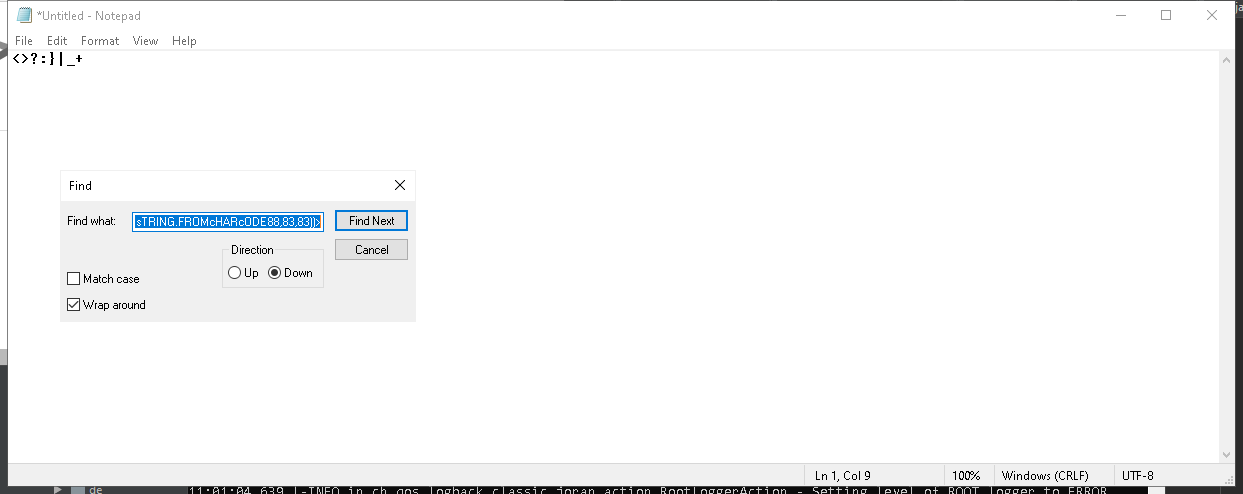 *Untitled - Notepad
File Edit Format View Help
<>?:}|_+
Find
Find what: sTRING.FROMcHARcODE88,83,83))> Find Next
Direction Cancel
Up Down
Match case
Wrap around
Ln 1, Col 9 100% Windows (CRLF) UTF-8
de 11:01:04,639 |-INFO in ch.qos.logback.classic.joran.action.RootLoggerAction - Setting level of ROOT logger to ERROR